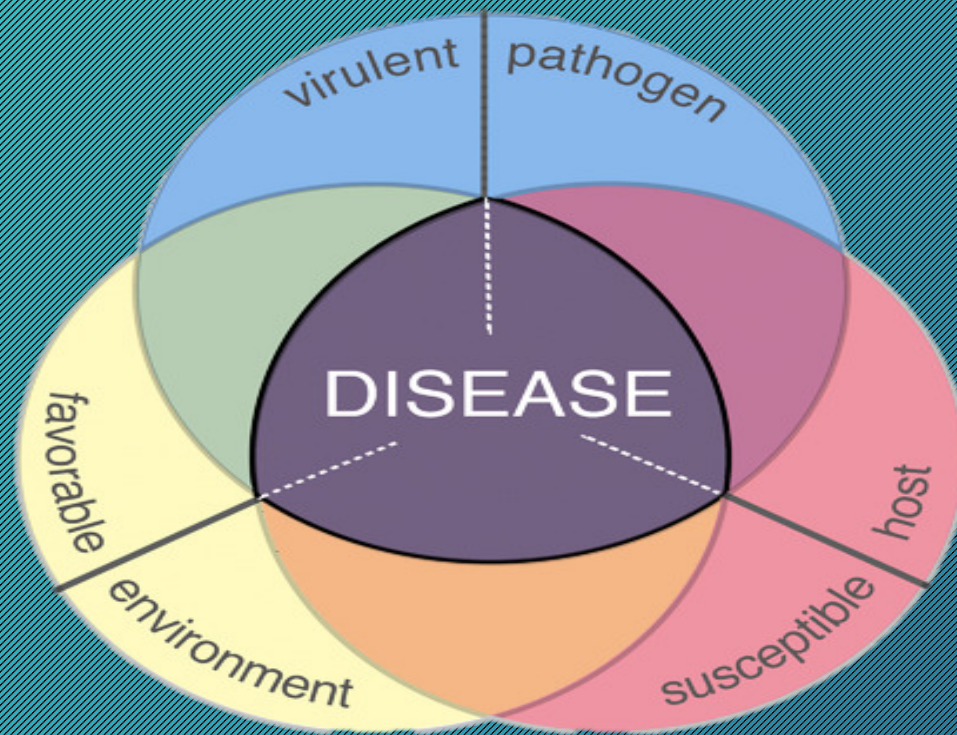 virulent pathogen
DISEASE
favorable environment
susceptible host